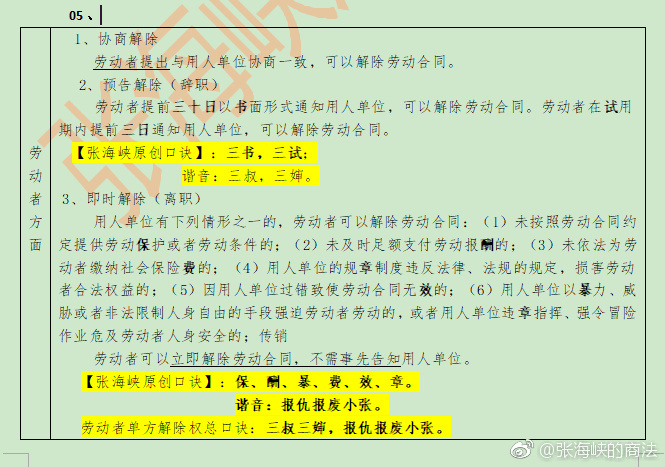 05、
1、协商解除
劳动者提出与用人单位协商一致，可以解除劳动合同。
2、预告解除（辞职）
劳动者提前三十日以书面形式通知用人单位，可以解除劳动合同。劳动者在试用
期内提前三日通知用人单位，可以解除劳动合同。
【张海峡原创口诀】：三书，三试；
谐音：三叔，三婶。
劳动者方面
3、即时解除（离职）
用人单位有下列情形之一的，劳动者可以解除劳动合同：（1）未按照劳动合同约
定提供劳动保护或者劳动条件的；（2）未及时足额支付劳动报酬的；（3）未依法为劳
动者缴纳社会保险费的；（4）用人单位的规章制度违反法律、法规的规定，损害劳动
者合法权益的；（5）因用人单位过错致使劳动合同无效的；（6）用人单位以暴力、威
胁或者非法限制人身自由的手段强迫劳动者劳动的，或者用人单位违章指挥、强令冒险
作业危及劳动者人身安全的；传销
劳动者可以立即解除劳动合同，不需事先告知用人单位。
【张海峡原创口诀】：保、酬、暴、费、效、章。
谐音：报仇报废小张。
劳动者单方解除权总口诀：三叔三婶，报仇报废小张。
张海峡
@张海峡的商法